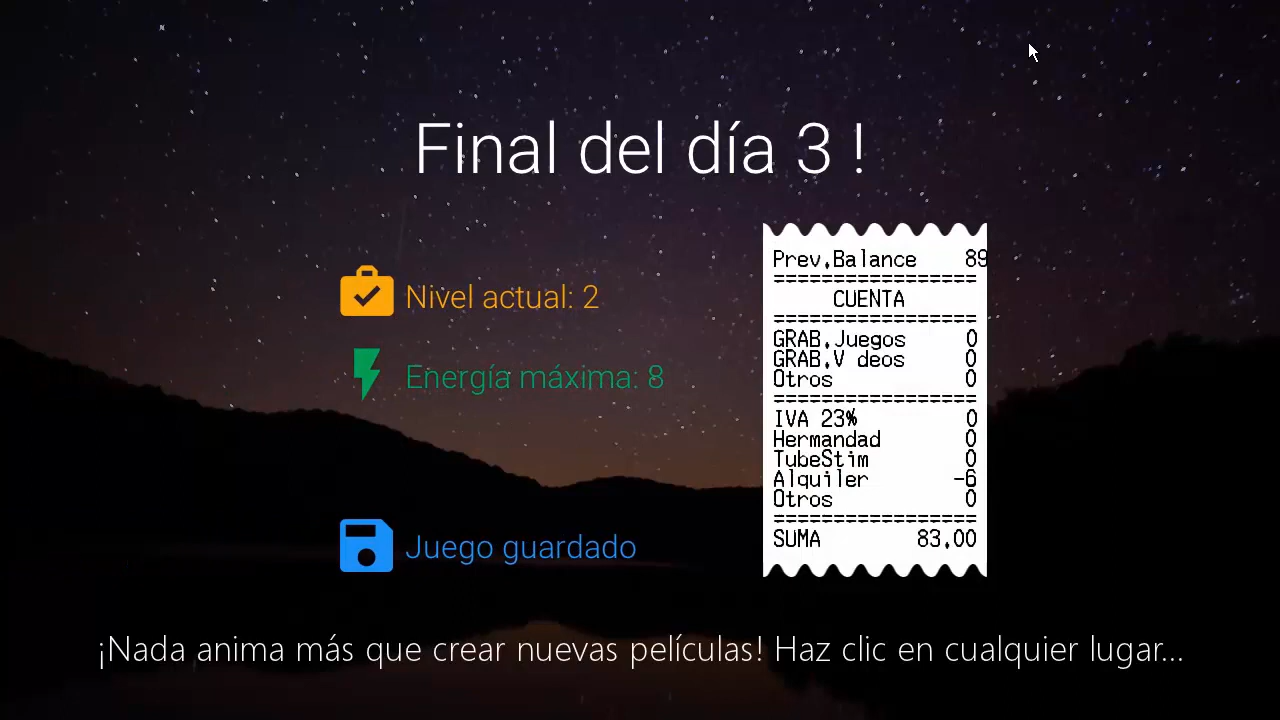 Final del día 3 !
Nivel actual: 2
Energía máxima: 8
Juego guardado
Prev.Balance 89
=================
CUENTA
=================
GRAB.Juegos 0
GRAB.V deos 0
Otros 0
=================
IVA 23% 0
Hermandad 0
TubeStim 0
Alquiler -6
Otros 0
=================
SUMA 83,00
¡Nada anima más que crear nuevas películas! Haz clic en cualquier lugar...